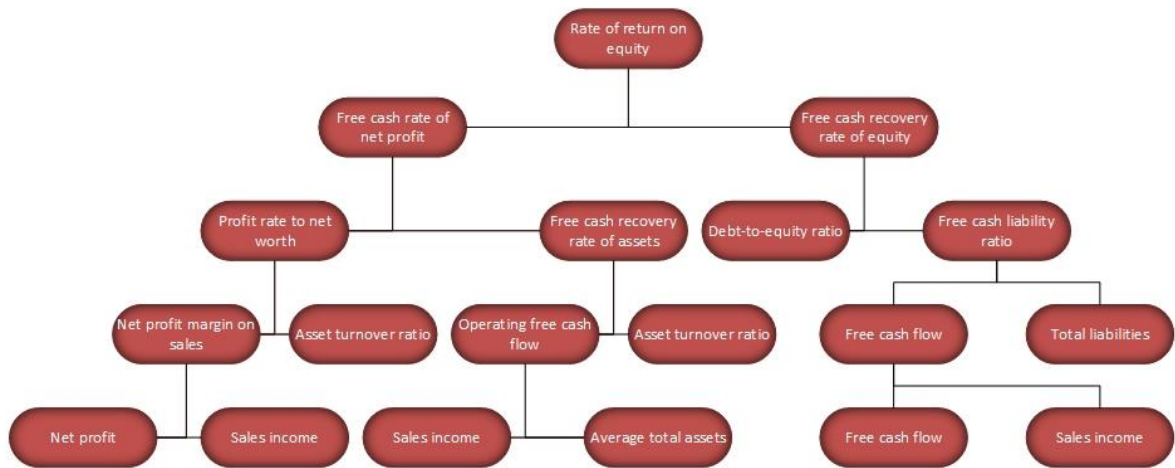 Rate of return on
equity
Free cash rate of
net profit
Free cash recovery
rate of equity
Profit rate to net
worth
Free cash recovery
rate of assets
Debt-to-equity ratio
Free cash liability
ratio
Net profit margin on
sales
Asset turnover ratio
Operating free cash
flow
Asset turnover ratio
Free cash flow
Total liabilities
Net profit
Sales income
Sales income
Average total assets
Free cash flow
Sales income